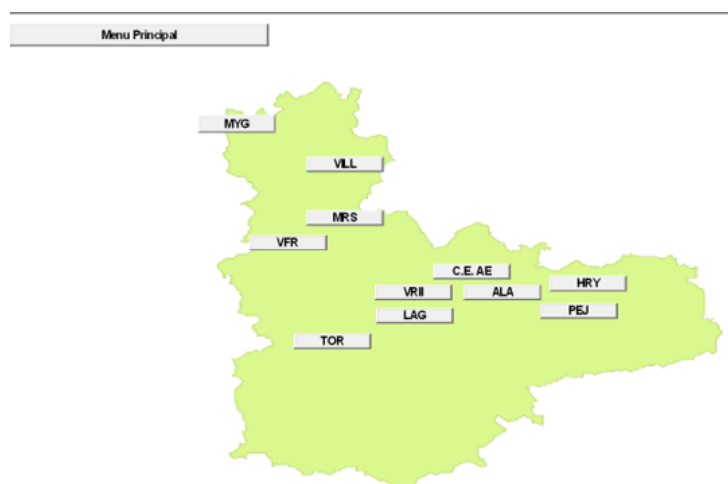 Menu Principal
MYG
VILL
MRS
VFR
C.E. AE
HRY
VRII
ALA
PEJ
LAG
TOR